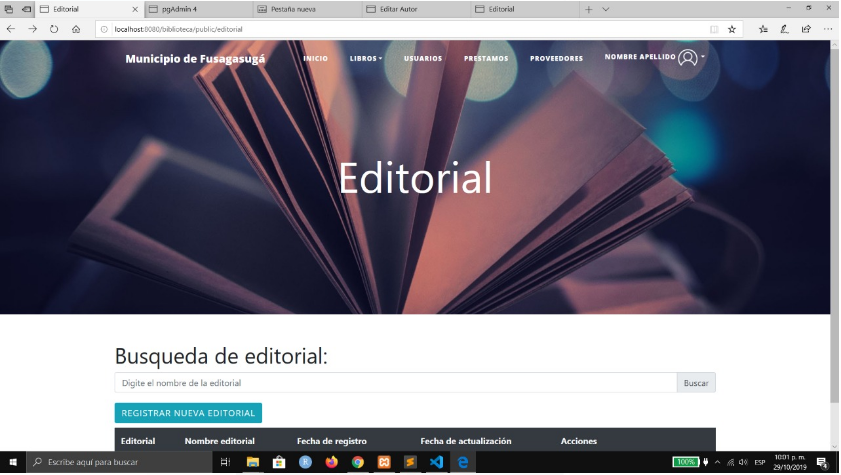 Editorial
pgAdmin 4
Pestaña nueva
Editar Autor
Editorial
localhost:8080/biblioteca/public/editorial
Municipio de Fusagasugá
INICIO
LIBROS
USUARIOS
PRESTAMOS
PROVEEDORES
NOMBRE APELLIDO
Editorial
Busqueda de editorial:
Digite el nombre de la editorial
Buscar
REGISTRAR NUEVA EDITORIAL
Editorial Nombre editorial Fecha de registro Fecha de actualización Acciones
Escribe aquí para buscar
100%
ESP
10:01 p. m.
29/10/2019